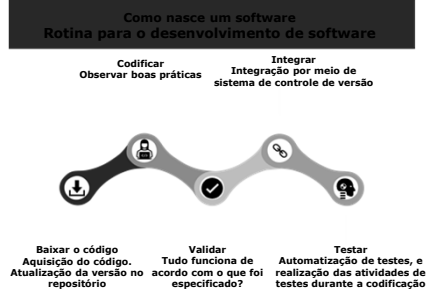 Como nasce um software
Rotina para o desenvolvimento de software
Codificar
Observar boas práticas
Integrar
Integração por meio de
sistema de controle de versão
Baixar o código
Aquisição do código.
Atualização da versão no
repositório
Validar
Tudo funciona de
acordo com o que foi
especificado?
Testar
Automatização de testes, e
realização das atividades de
testes durante a codificação